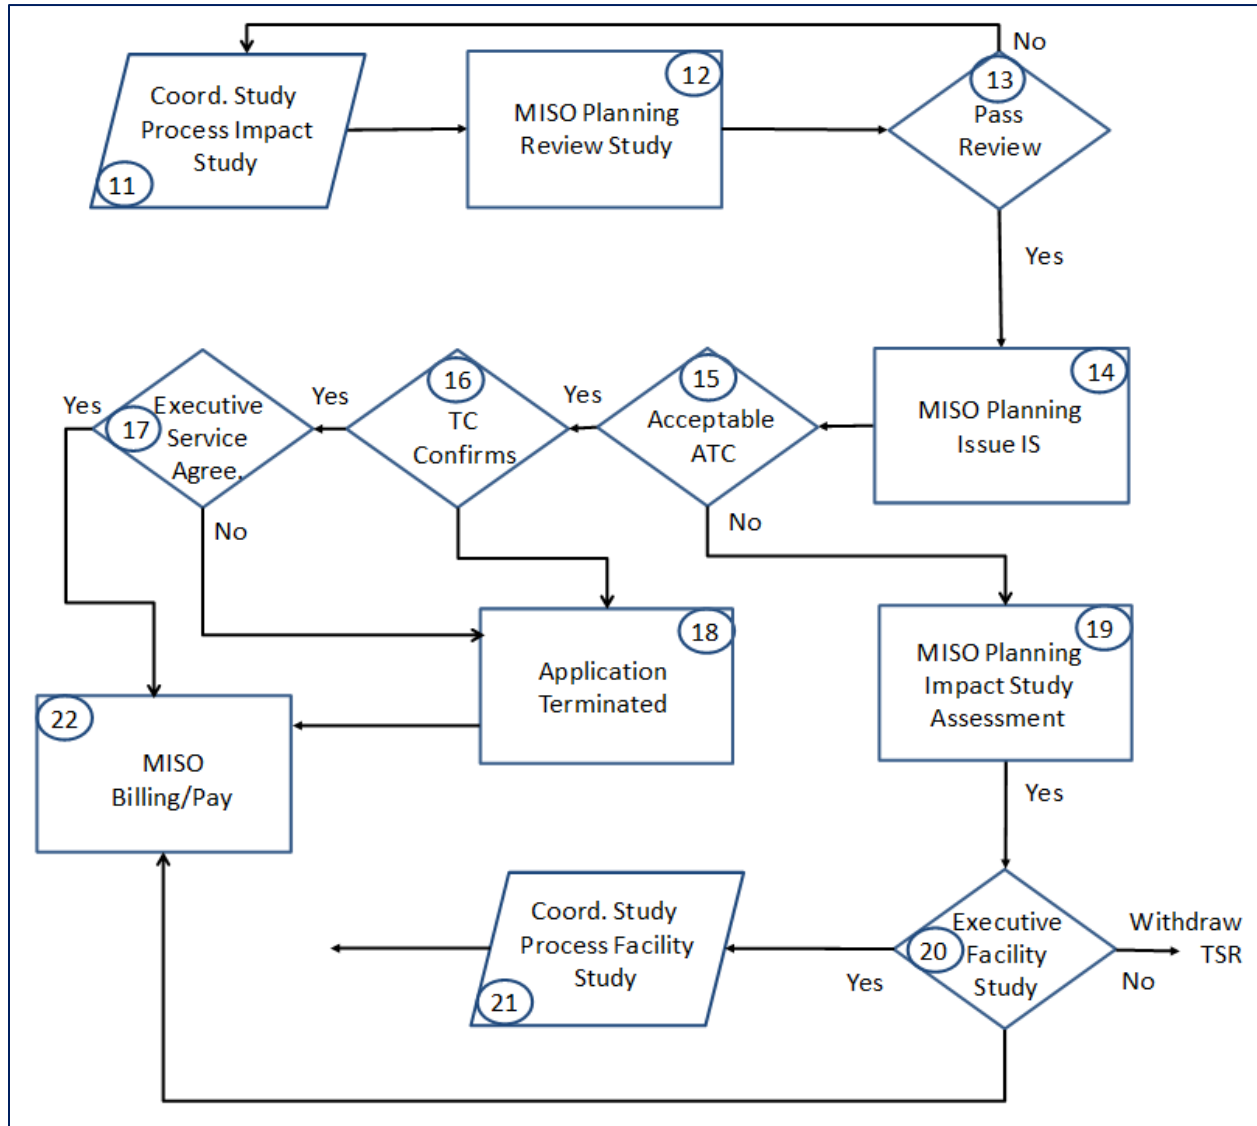 No
11
Coord. Study
Process Impact
Study
12
MISO Planning
Review Study
13
Pass
Review
Yes
14
MISO Planning
Issue IS
15
Acceptable
ATC
Yes
No
16
TC
Confirms
Yes
17
Executive
Service
Agree.
Yes
No
18
Application
Terminated
19
MISO Planning
Impact Study
Assessment
Yes
22
MISO
Billing/Pay
20
Executive
Facility
Study
Withdraw
TSR
No
Yes
21
Coord. Study
Process Facility
Study